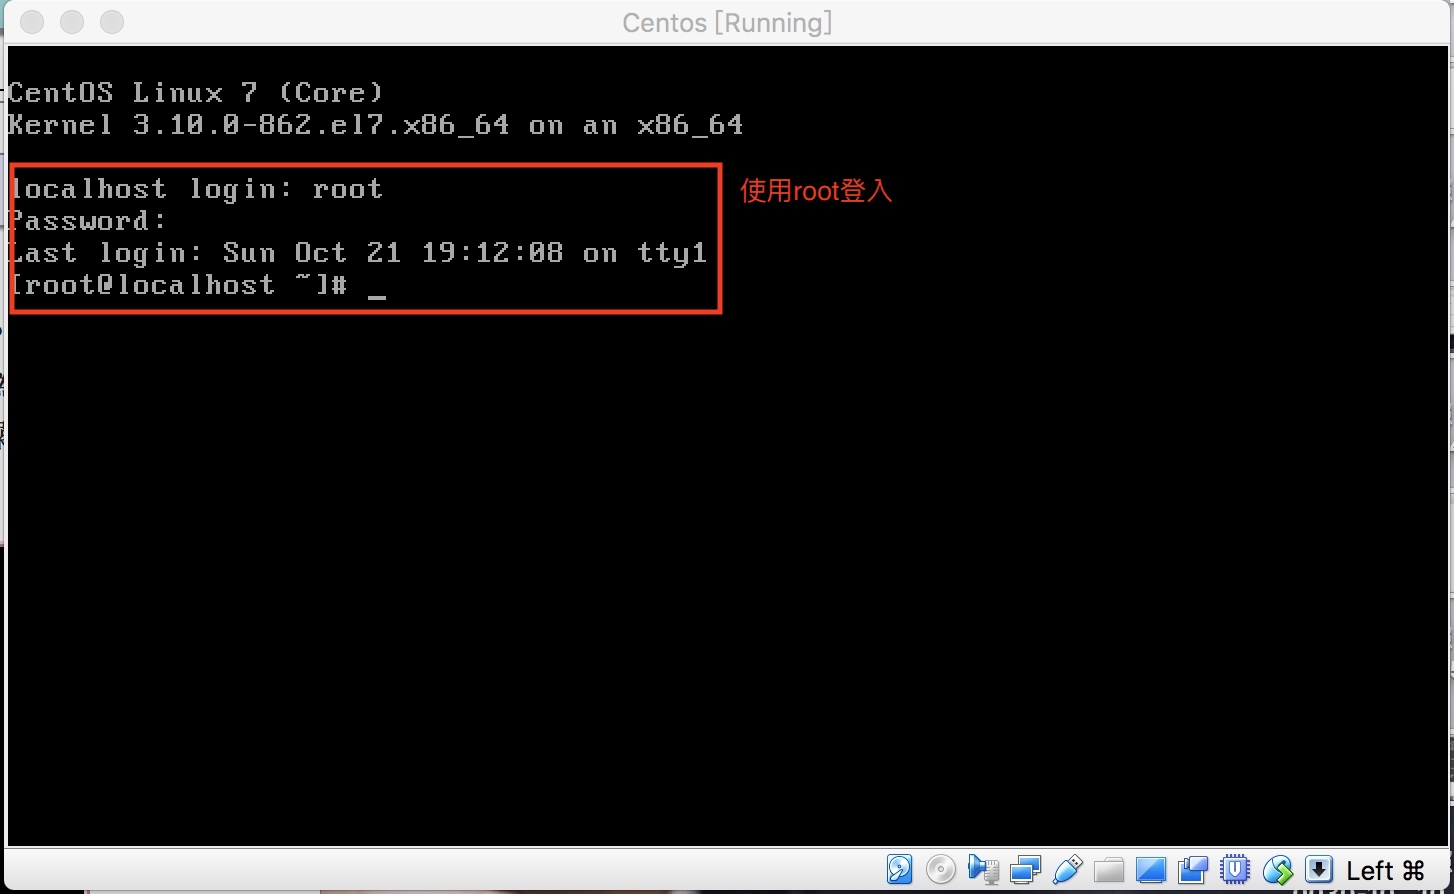 Centos [Running]
CentOS Linux 7 (Core)
Kernel 3.10.0-862.el7.x86_64 on an x86_64
localhost login: root
使用root登入
Password:
Last login: Sun Oct 21 19:12:08 on tty1
[root@localhost ~]# _
Left ⌘